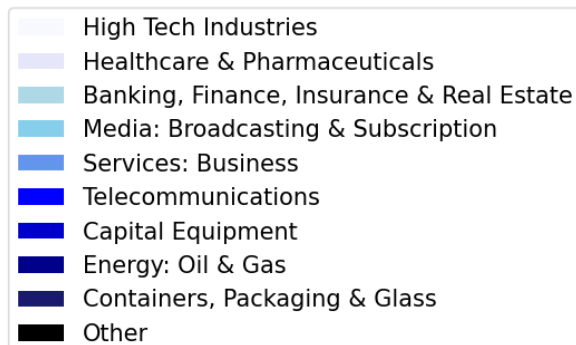 High Tech Industries
Healthcare & Pharmaceuticals
Banking, Finance, Insurance & Real Estate
Media: Broadcasting & Subscription
Services: Business
Telecommunications
Capital Equipment
Energy: Oil & Gas
Containers, Packaging & Glass
Other